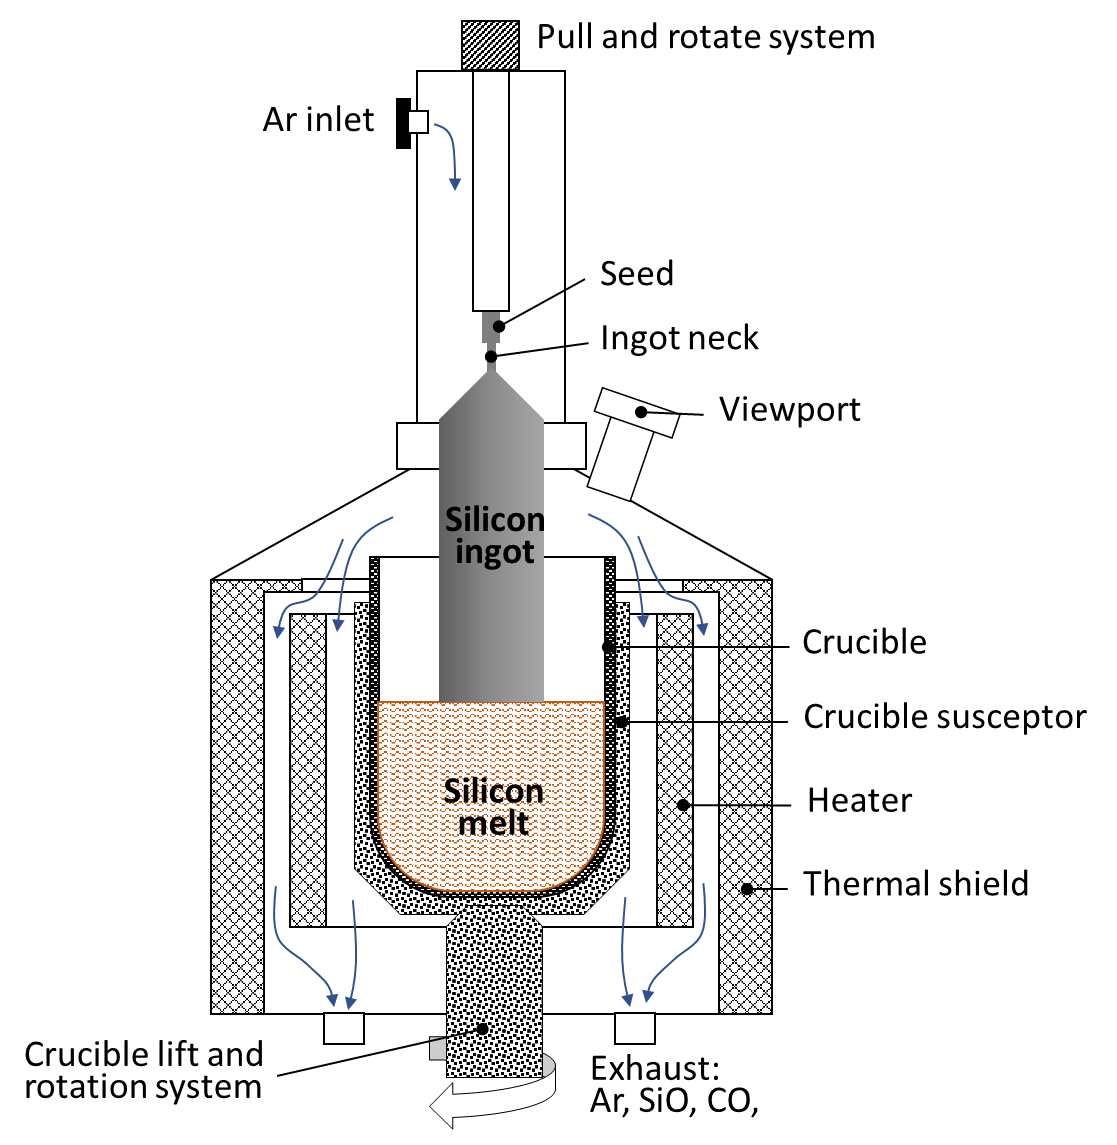 Pull and rotate system
Ar inlet
Seed
Ingot neck
Viewport
Silicon
ingot
Crucible
Crucible susceptor
Silicon
melt
Heater
Thermal shield
Crucible lift and
rotation system
Exhaust:
Ar, SiO, CO,